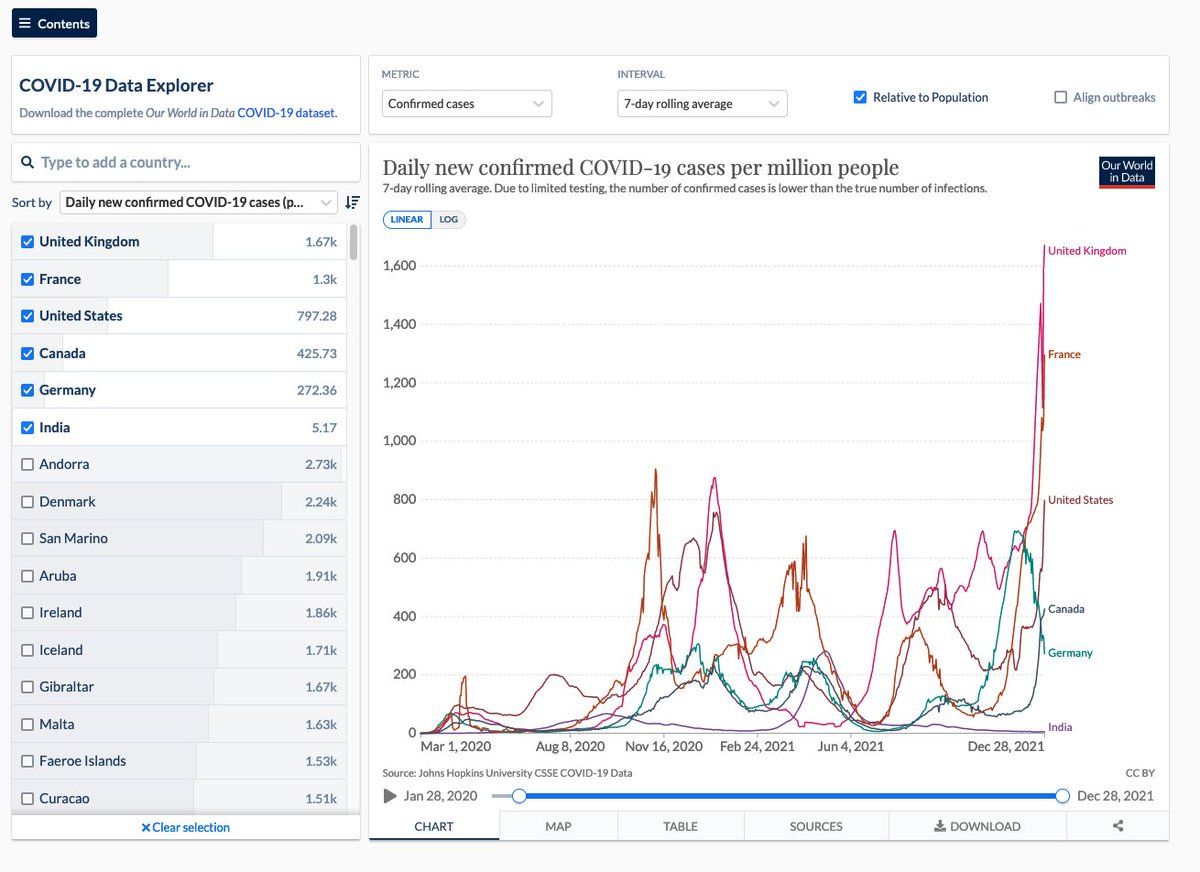 Contents
COVID-19 Data Explorer
Download the complete Our World in Data COVID-19 dataset.
METRIC
Confirmed cases
INTERVAL
7-day rolling average
Relative to Population
Align outbreaks
Type to add a country...
Sort by Daily new confirmed COVID-19 cases (p...
United Kingdom 1.67k
France 1.3k
United States 797.28
Canada 425.73
Germany 272.36
India 5.17
Andorra 2.73k
Denmark 2.24k
San Marino 2.09k
Aruba 1.91k
Ireland 1.86k
Iceland 1.71k
Gibraltar 1.67k
Malta 1.63k
Faeroe Islands 1.53k
Curacao 1.51k
Clear selection
Daily new confirmed COVID-19 cases per million people
7-day rolling average. Due to limited testing, the number of confirmed cases is lower than the true number of infections.
Our World
in Data
LINEAR LOG
1,600
1,400
1,200
1,000
800
600
400
200
0
United Kingdom
France
United States
Canada
Germany
India
Mar 1, 2020 Aug 8, 2020 Nov 16, 2020 Feb 24, 2021 Jun 4, 2021 Dec 28, 2021
Source: Johns Hopkins University CSSE COVID-19 Data CC BY
Jan 28, 2020 Dec 28, 2021
CHART MAP TABLE SOURCES DOWNLOAD